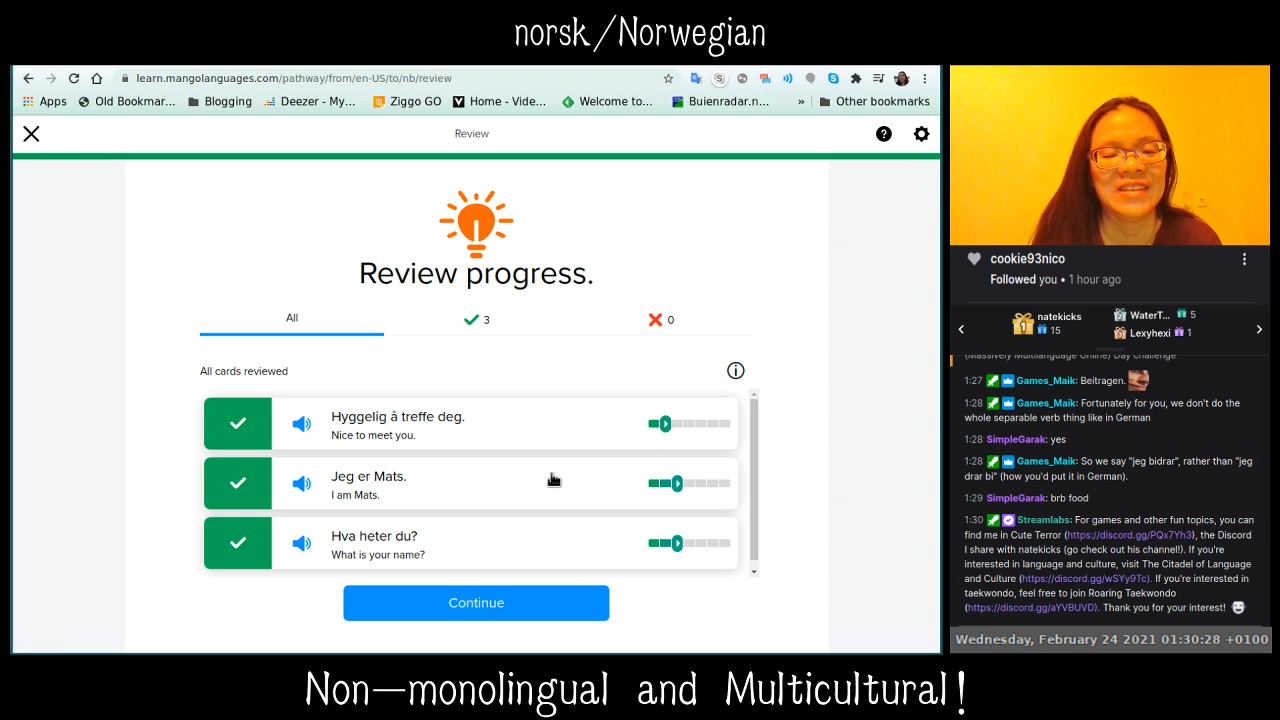 norsk/Norwegian
learn.mangolanguages.com/pathway/from/en-US/to/nb/review
Apps
Old Bookmar...
Blogging
Deezer - My...
Ziggo GO
Home - Vide...
Welcome to...
Buienradar.n...
»
Other bookmarks
Review
Review progress.
All
3
0
All cards reviewed
Hyggelig å treffe deg.
Nice to meet you.
Jeg er Mats.
I am Mats.
Hva heter du?
What is your name?
Continue
cookie93nico
Followed you • 1 hour ago
natekicks
15
WaterT... 5
Lexyhexi 1
(Massively Multilanguage Online) Day challenge
1:27 Games_Maik: Beitragen.
1:28 Games_Maik: Fortunately for you, we don't do the
whole separable verb thing like in German
1:28 SimpleGarak: yes
1:28 Games_Maik: So we say "jeg bidrar", rather than "jeg
drar bi" (how you'd put it in German).
1:29 SimpleGarak: brb food
1:30 Streamlabs: For games and other fun topics, you can
find me in Cute Terror (https://discord.gg/PQx7Yh3), the Discord
I share with natekicks (go check out his channel!). If you're
interested in language and culture, visit The Citadel of Language
and Culture (https://discord.gg/wSYy9Tc). If you're interested in
taekwondo, feel free to join Roaring Taekwondo
(https://discord.gg/aYVBUVD). Thank you for your interest!
Wednesday, February 24 2021 01:30:28 +0100
Non-monolingual and Multicultural!